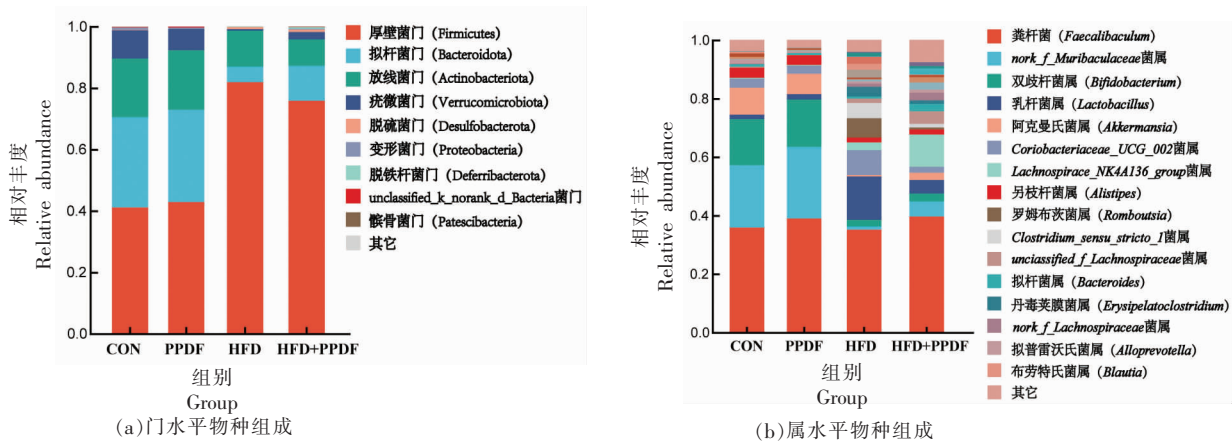 1.0
0.8
0.6
0.4
0.2
0.0
相对丰度
Relative abundance
CON PPDF HFD HFD+PPDF
组别
Group
厚壁菌门 (Firmicutes)
拟杆菌门 (Bacteroidota)
放线菌门 (Actinobacteriota)
疣微菌门 (Verrucomicrobiota)
脱硫菌门 (Desulfobacterota)
变形菌门 (Proteobacteria)
脱铁杆菌门 (Deferribacterota)
unclassified_k_norank_d_Bacteria菌门
髌骨菌门 (Patescibacteria)
其它
(a)门水平物种组成
1.0
0.8
0.6
0.4
0.2
0.0
相对丰度
Relative abundance
CON PPDF HFD HFD+PPDF
组别
Group
粪杆菌 (Faecalibaculum)
nork_f_Muribaculaceae菌属
双歧杆菌属 (Bifidobacterium)
乳杆菌属 (Lactobacillus)
阿克曼氏菌属 (Akkermansia)
Coriobacteriaceae_UCG_002菌属
Lachnospirace_NK4A136_group菌属
另枝杆菌属 (Alistipes)
罗姆布茨菌属 (Romboutsia)
Clostridium_sensu_stricto_1菌属
unciassified_f_Lachnospiraceae菌属
拟杆菌属 (Bacteroides)
丹毒荚膜菌属 (Erysipelatoclostridium)
nork_f_Lachnospiraceae菌属
拟普雷沃氏菌属 (Alloprevotella)
布劳特氏菌属 (Blautia)
其它
(b)属水平物种组成